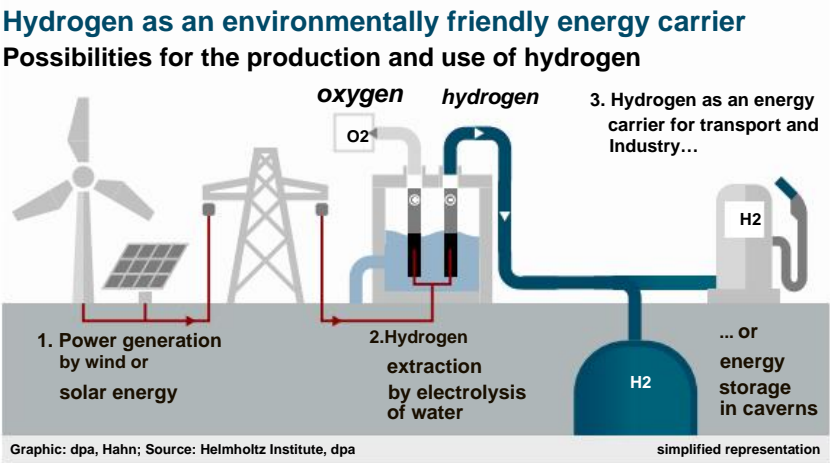 Hydrogen as an environmentally friendly energy carrier
Possibilities for the production and use of hydrogen
oxygen
hydrogen
3. Hydrogen as an energy
carrier for transport and
Industry…
O2
H2
1. Power generation
by wind or
solar energy
2.Hydrogen
extraction
by electrolysis
of water
H2
... or
energy
storage
in caverns
Graphic: dpa, Hahn; Source: Helmholtz Institute, dpa
simplified representation